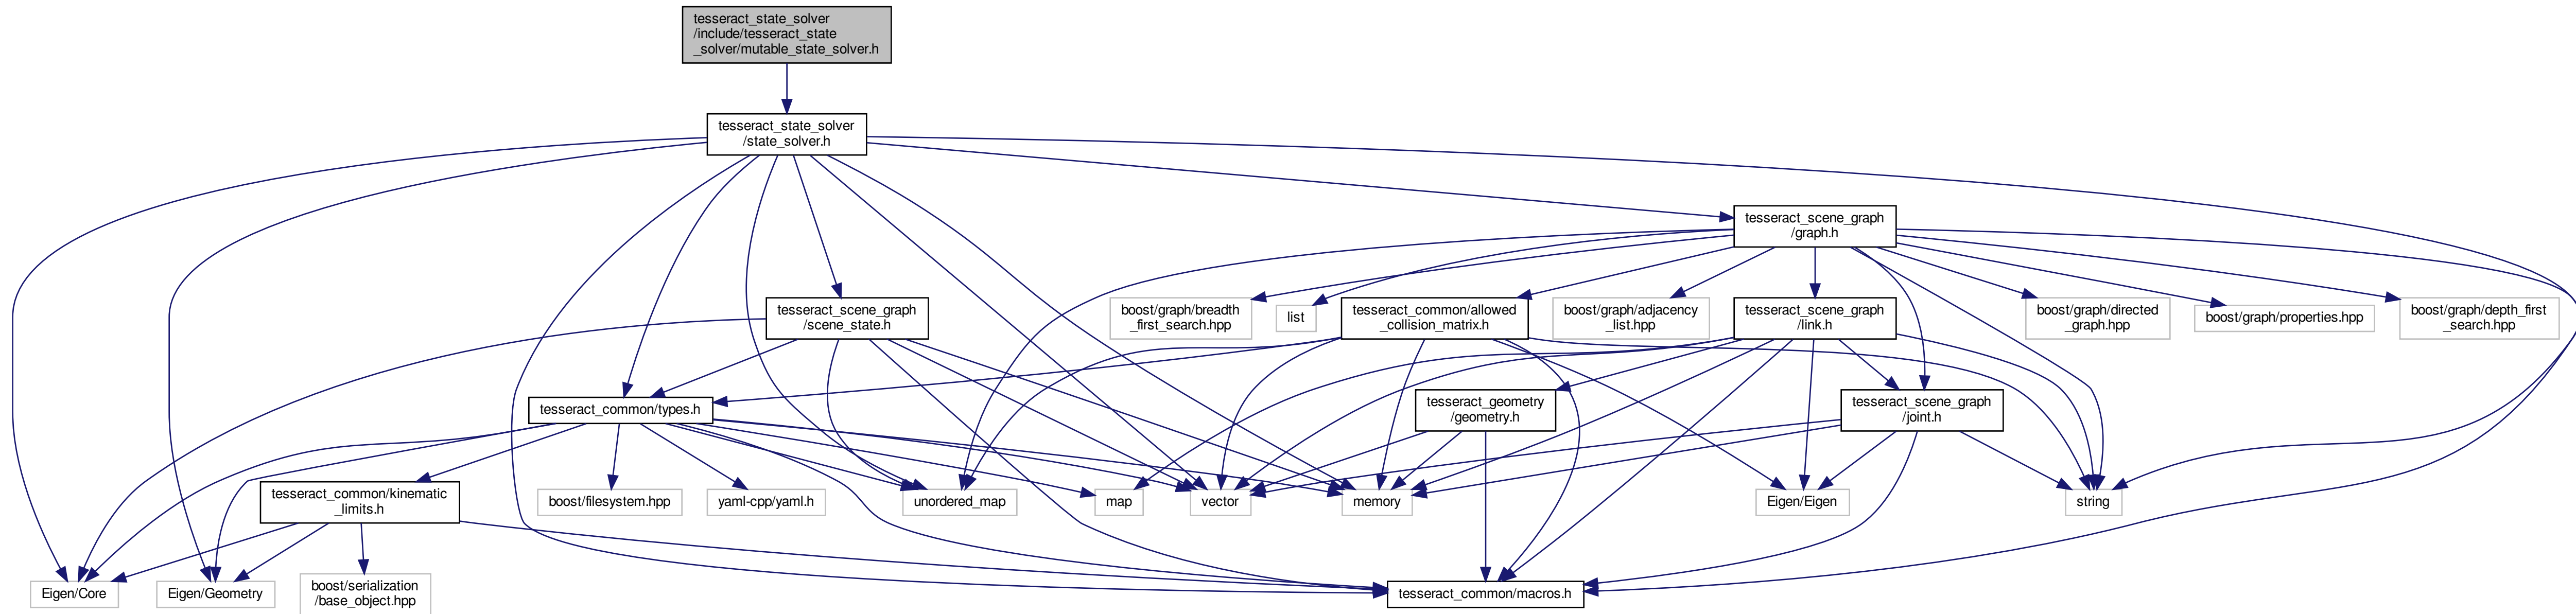 tesseract_state_solver
/include/tesseract_state
_solver/mutable_state_solver.h
tesseract_state_solver
/state_solver.h
tesseract_scene_graph
/graph.h
tesseract_scene_graph
/scene_state.h
boost/graph/breadth
_first_search.hpp
list
tesseract_common/allowed
_collision_matrix.h
boost/graph/adjacency
_list.hpp
tesseract_scene_graph
/link.h
boost/graph/directed
_graph.hpp
boost/graph/properties.hpp
boost/graph/depth_first
_search.hpp
tesseract_common/types.h
tesseract_geometry
/geometry.h
tesseract_scene_graph
/joint.h
tesseract_common/kinematic
_limits.h
boost/filesystem.hpp
yaml-cpp/yaml.h
unordered_map
map
vector
memory
Eigen/Eigen
string
Eigen/Core
Eigen/Geometry
boost/serialization
/base_object.hpp
tesseract_common/macros.h